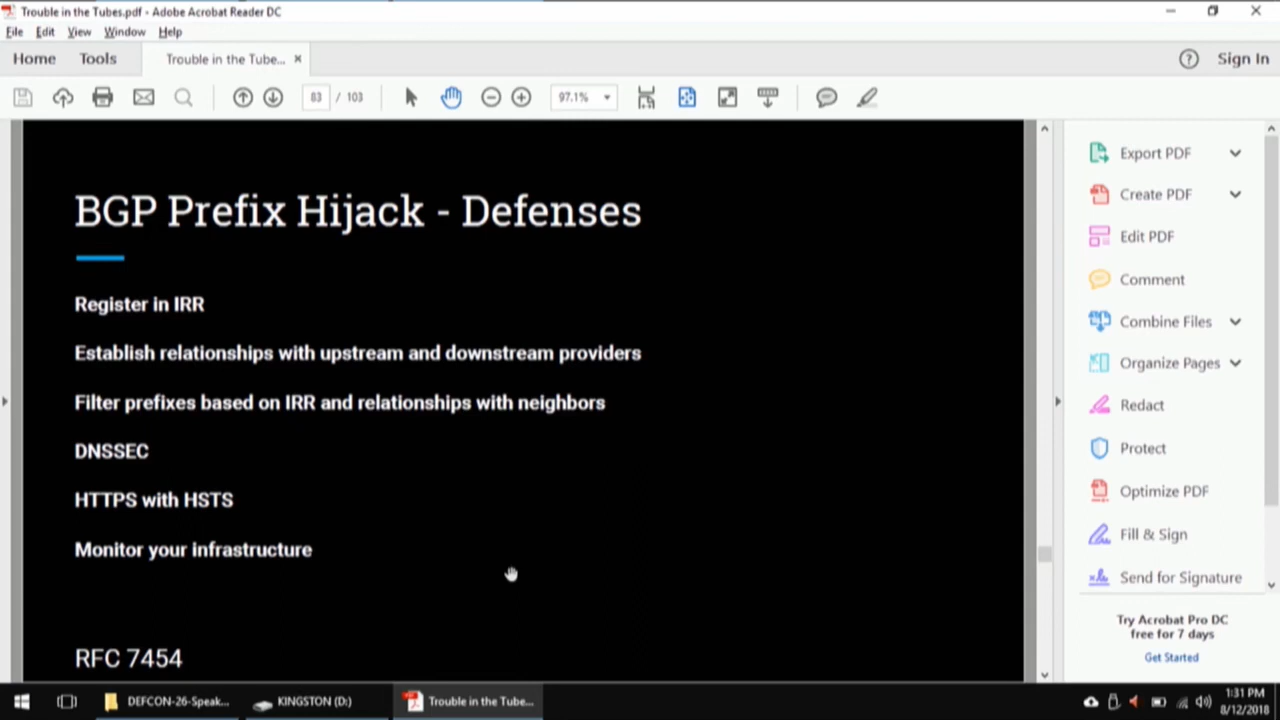 Trouble in the Tubes.pdf - Adobe Acrobat Reader DC
File Edit View Window Help
Home Tools Trouble in the Tube... × Sign In
83 / 103 97.1%
BGP Prefix Hijack - Defenses
Register in IRR
Establish relationships with upstream and downstream providers
Filter prefixes based on IRR and relationships with neighbors
DNSSEC
HTTPS with HSTS
Monitor your infrastructure
RFC 7454
Export PDF
Create PDF
Edit PDF
Comment
Combine Files
Organize Pages
Redact
Protect
Optimize PDF
Fill & Sign
Send for Signature
Try Acrobat Pro DC
free for 7 days
Get Started
DEFCON-26-Speak... KINGSTON (D:) Trouble in the Tube... 1:31 PM
8/12/2018